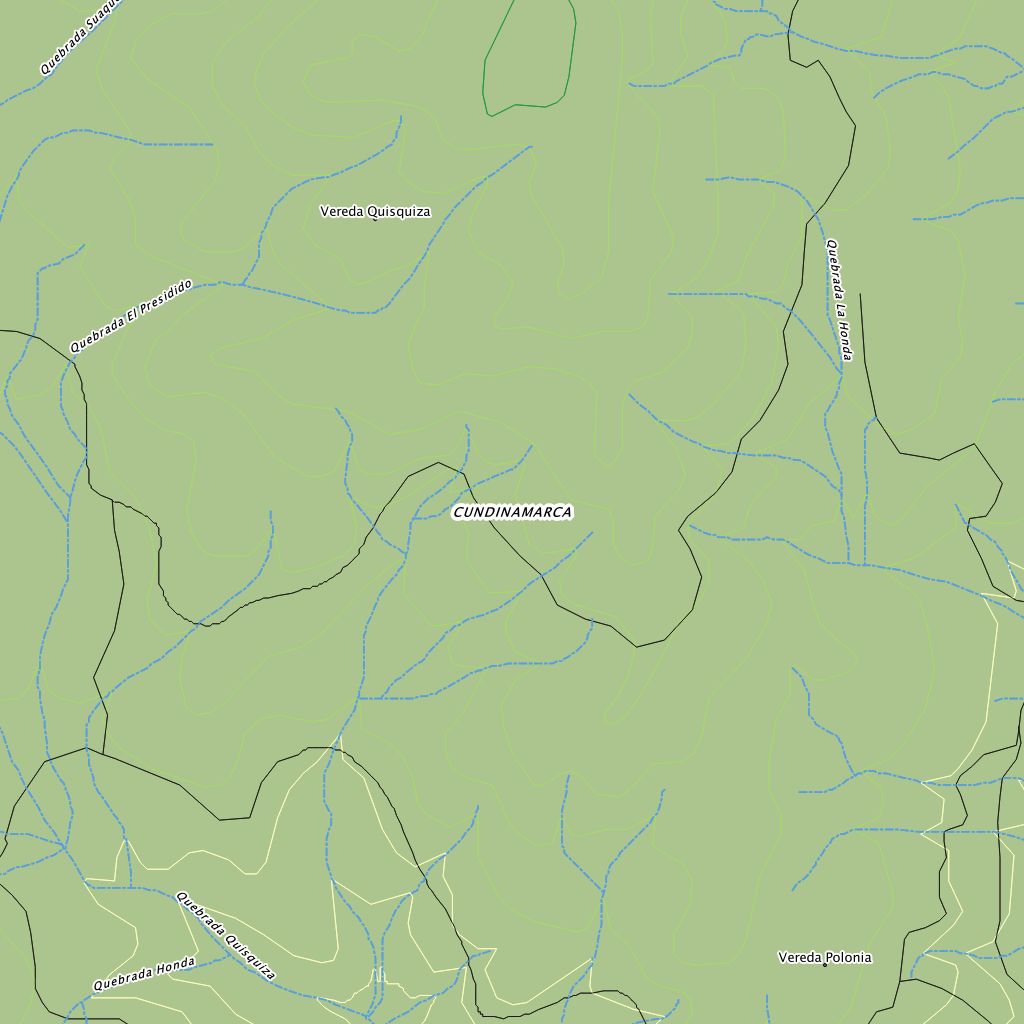 Quebrada Suaque
Vereda Quisquiza
Quebrada La Honda
Quebrada El Presidido
CUNDINAMARCA
Quebrada Quisquiza
Vereda Polonia
Quebrada Honda